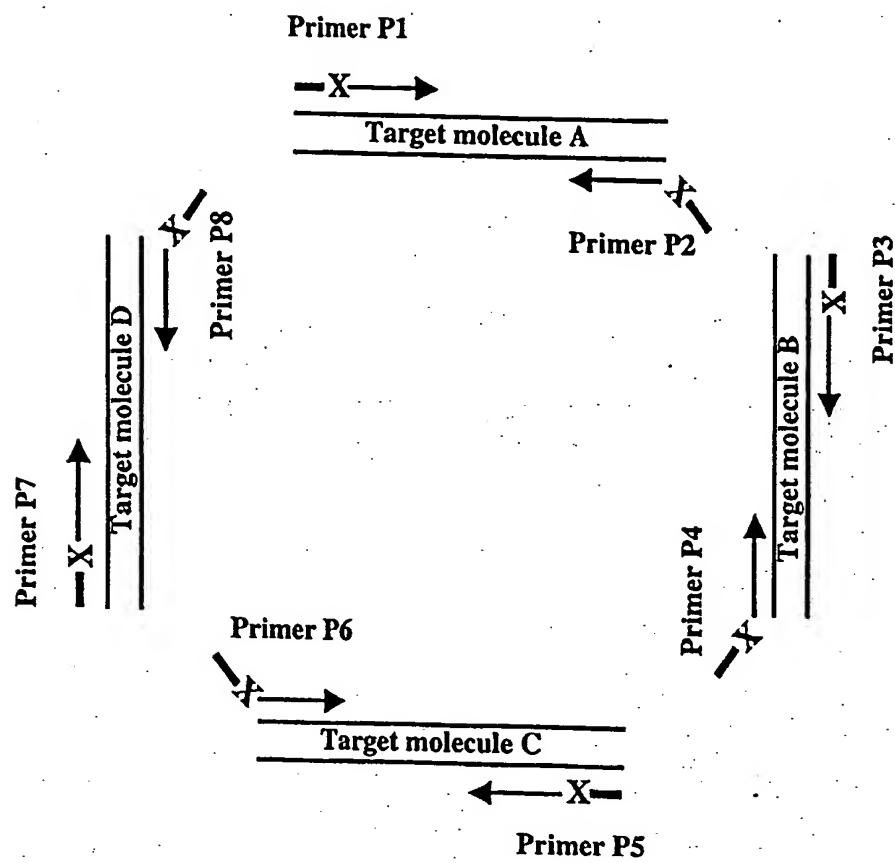 Primer P1
X
Target molecule A
X
Primer P2
X
Primer P8
X
Primer P3
Target molecule D
Target molecule B
Primer P7
X
Primer P4
X
Primer P6
X
Target molecule C
X
Primer P5